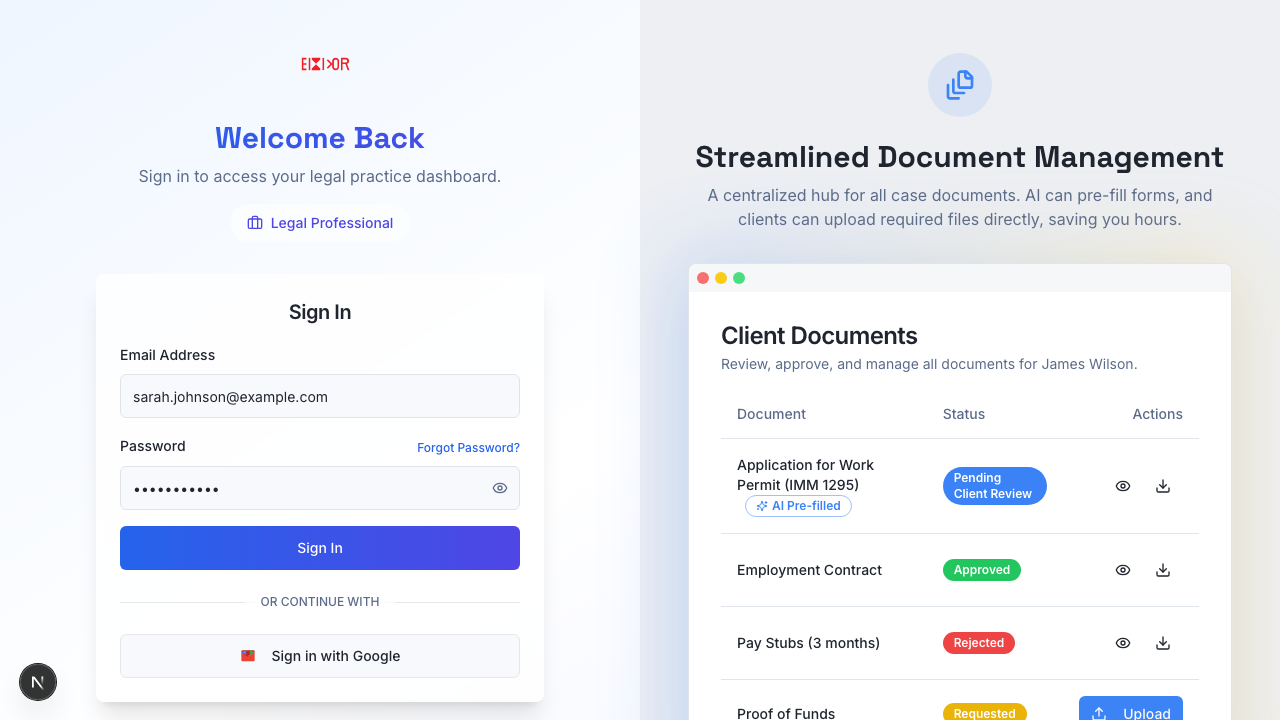 Welcome Back
Sign in to access your legal practice dashboard.
Legal Professional
Sign In
Email Address
sarah.johnson@example.com
Password
Forgot Password?
•••••••••••
Sign In
OR CONTINUE WITH
Sign in with Google
N
Streamlined Document Management
A centralized hub for all case documents. AI can pre-fill forms, and
clients can upload required files directly, saving you hours.
Client Documents
Review, approve, and manage all documents for James Wilson.
Document Status Actions
Application for Work
Permit (IMM 1295)
AI Pre-filled
Pending
Client Review
Employment Contract Approved
Pay Stubs (3 months) Rejected
Proof of Funds Requested Upload